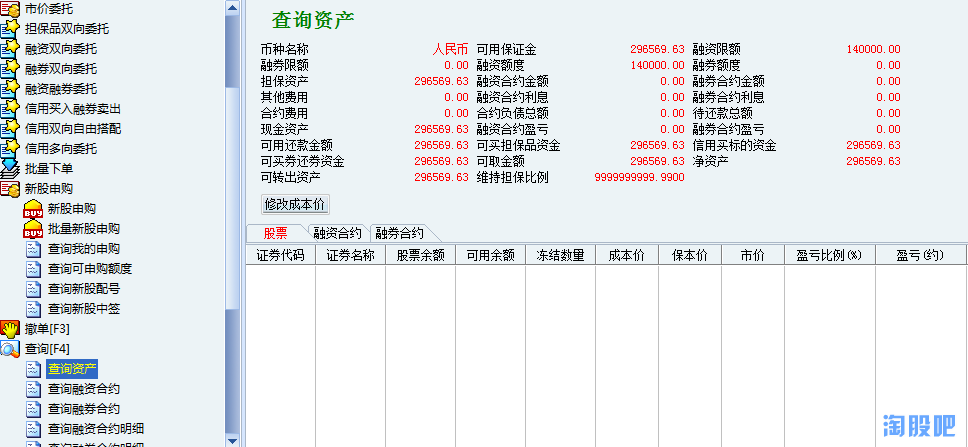 市价委托
担保品双向委托
融资双向委托
融券双向委托
融资融券委托
信用买入融券卖出
信用双向自由搭配
信用多向委托
批量下单
新股申购
BUY 新股申购
BUY 批量新股申购
查询我的申购
查询可申购额度
查询新股配号
查询新股中签
撤单[F3]
查询[F4]
查询资产
查询融资合约
查询融券合约
查询融资合约明细
查询融券合约明细
查询资产
币种名称 人民币 可用保证金 296569.63 融资限额 140000.00
融券限额 0.00 融资额度 140000.00 融券额度 0.00
担保资产 296569.63 融资合约金额 0.00 融券合约金额 0.00
其他费用 0.00 融资合约利息 0.00 融券合约利息 0.00
合约费用 0.00 合约负债总额 0.00 待还款总额 0.00
现金资产 296569.63 融资合约盈亏 0.00 融券合约盈亏 0.00
可用还款金额 296569.63 可买担保品资金 296569.63 信用买标的资金 296569.63
可买券还券资金 296569.63 可取金额 296569.63 净资产 296569.63
可转出资产 296569.63 维持担保比例 9999999999.9900
修改成本价
股票 融资合约 融券合约
证券代码 证券名称 股票余额 可用余额 冻结数量 成本价 保本价 市价 盈亏比例(%) 盈亏(约)
淘股吧